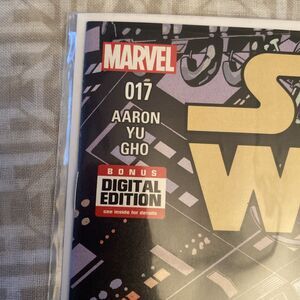 MARVEL
017
AARON
YU
GHO
BONUS
DIGITAL
EDITION
see inside for details
S
W